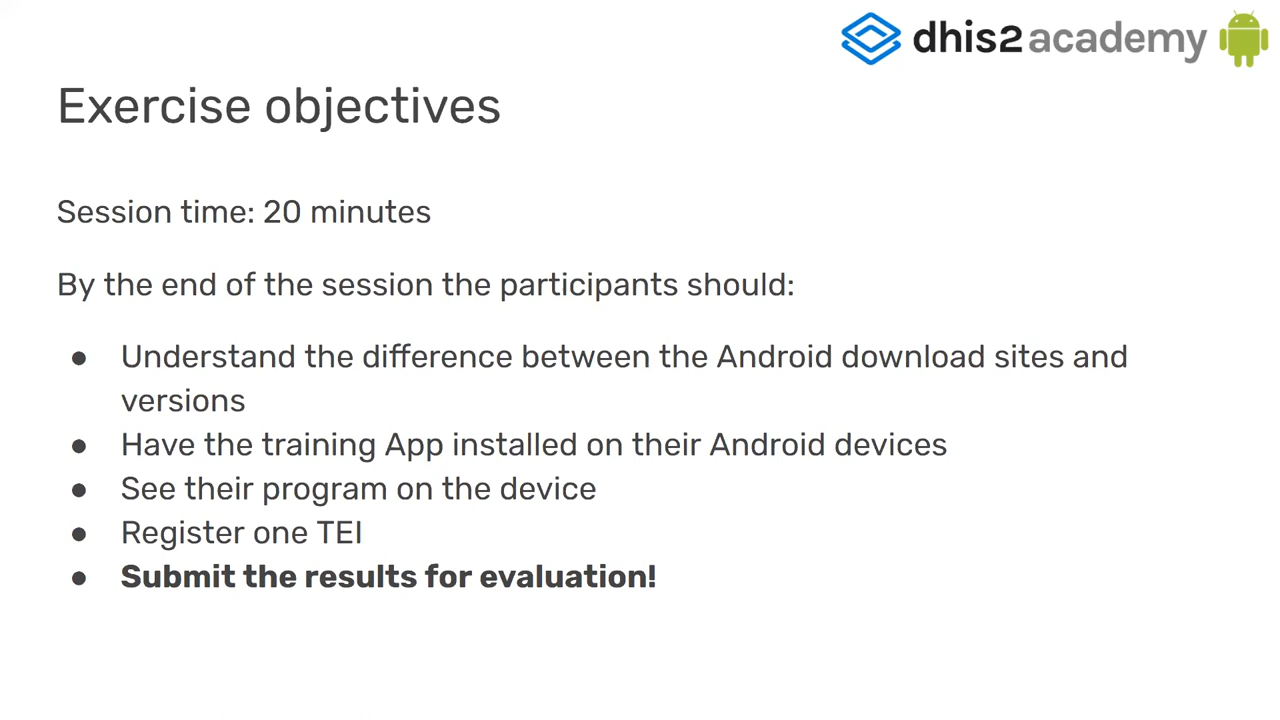 dhis2 academy
Exercise objectives
Session time: 20 minutes
By the end of the session the participants should:
● Understand the difference between the Android download sites and
versions
● Have the training App installed on their Android devices
● See their program on the device
● Register one TEI
● Submit the results for evaluation!